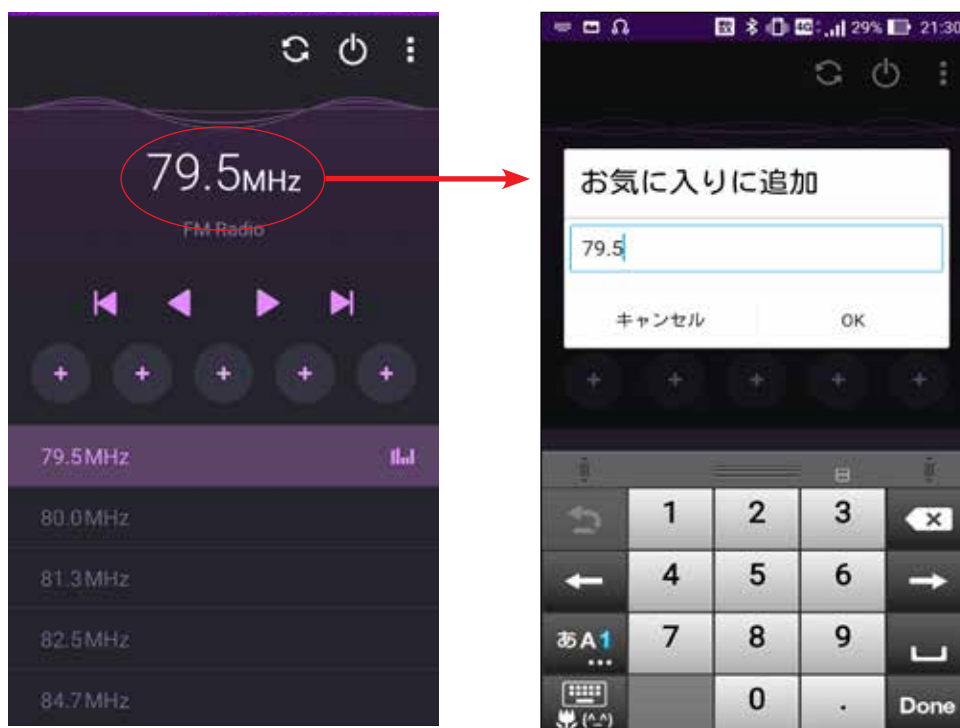 79.5MHz
FM Radio
79.5MHz
80.0MHz
81.3MHz
82.5MHz
84.7MHz
4G 29% 21:30
お気に入りに追加
79.5
キャンセル OK
1 2 3
4 5 6
あA1 7 8 9
0 . Done
(^-^)